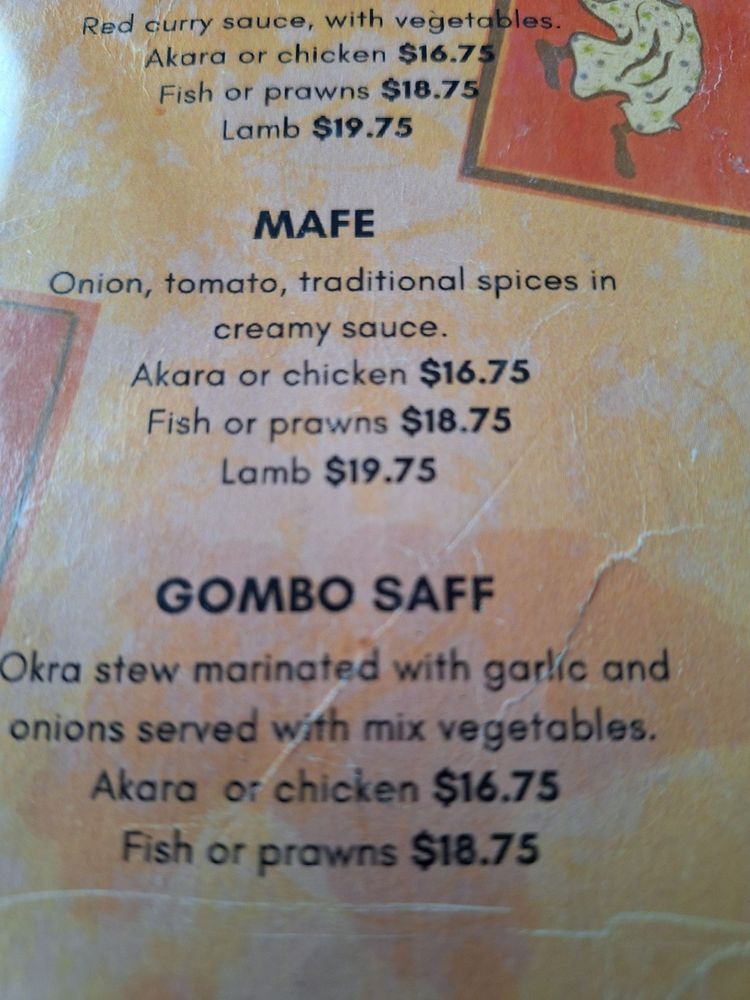 Red curry sauce, with vegetables.
Akara or chicken $16.75
Fish or prawns $18.75
Lamb $19.75
MAFE
Onion, tomato, traditional spices in
creamy sauce.
Akara or chicken $16.75
Fish or prawns $18.75
Lamb $19.75
GOMBO SAFF
Okra stew marinated with garlic and
onions served with mix vegetables.
Akara or chicken $16.75
Fish or prawns $18.75